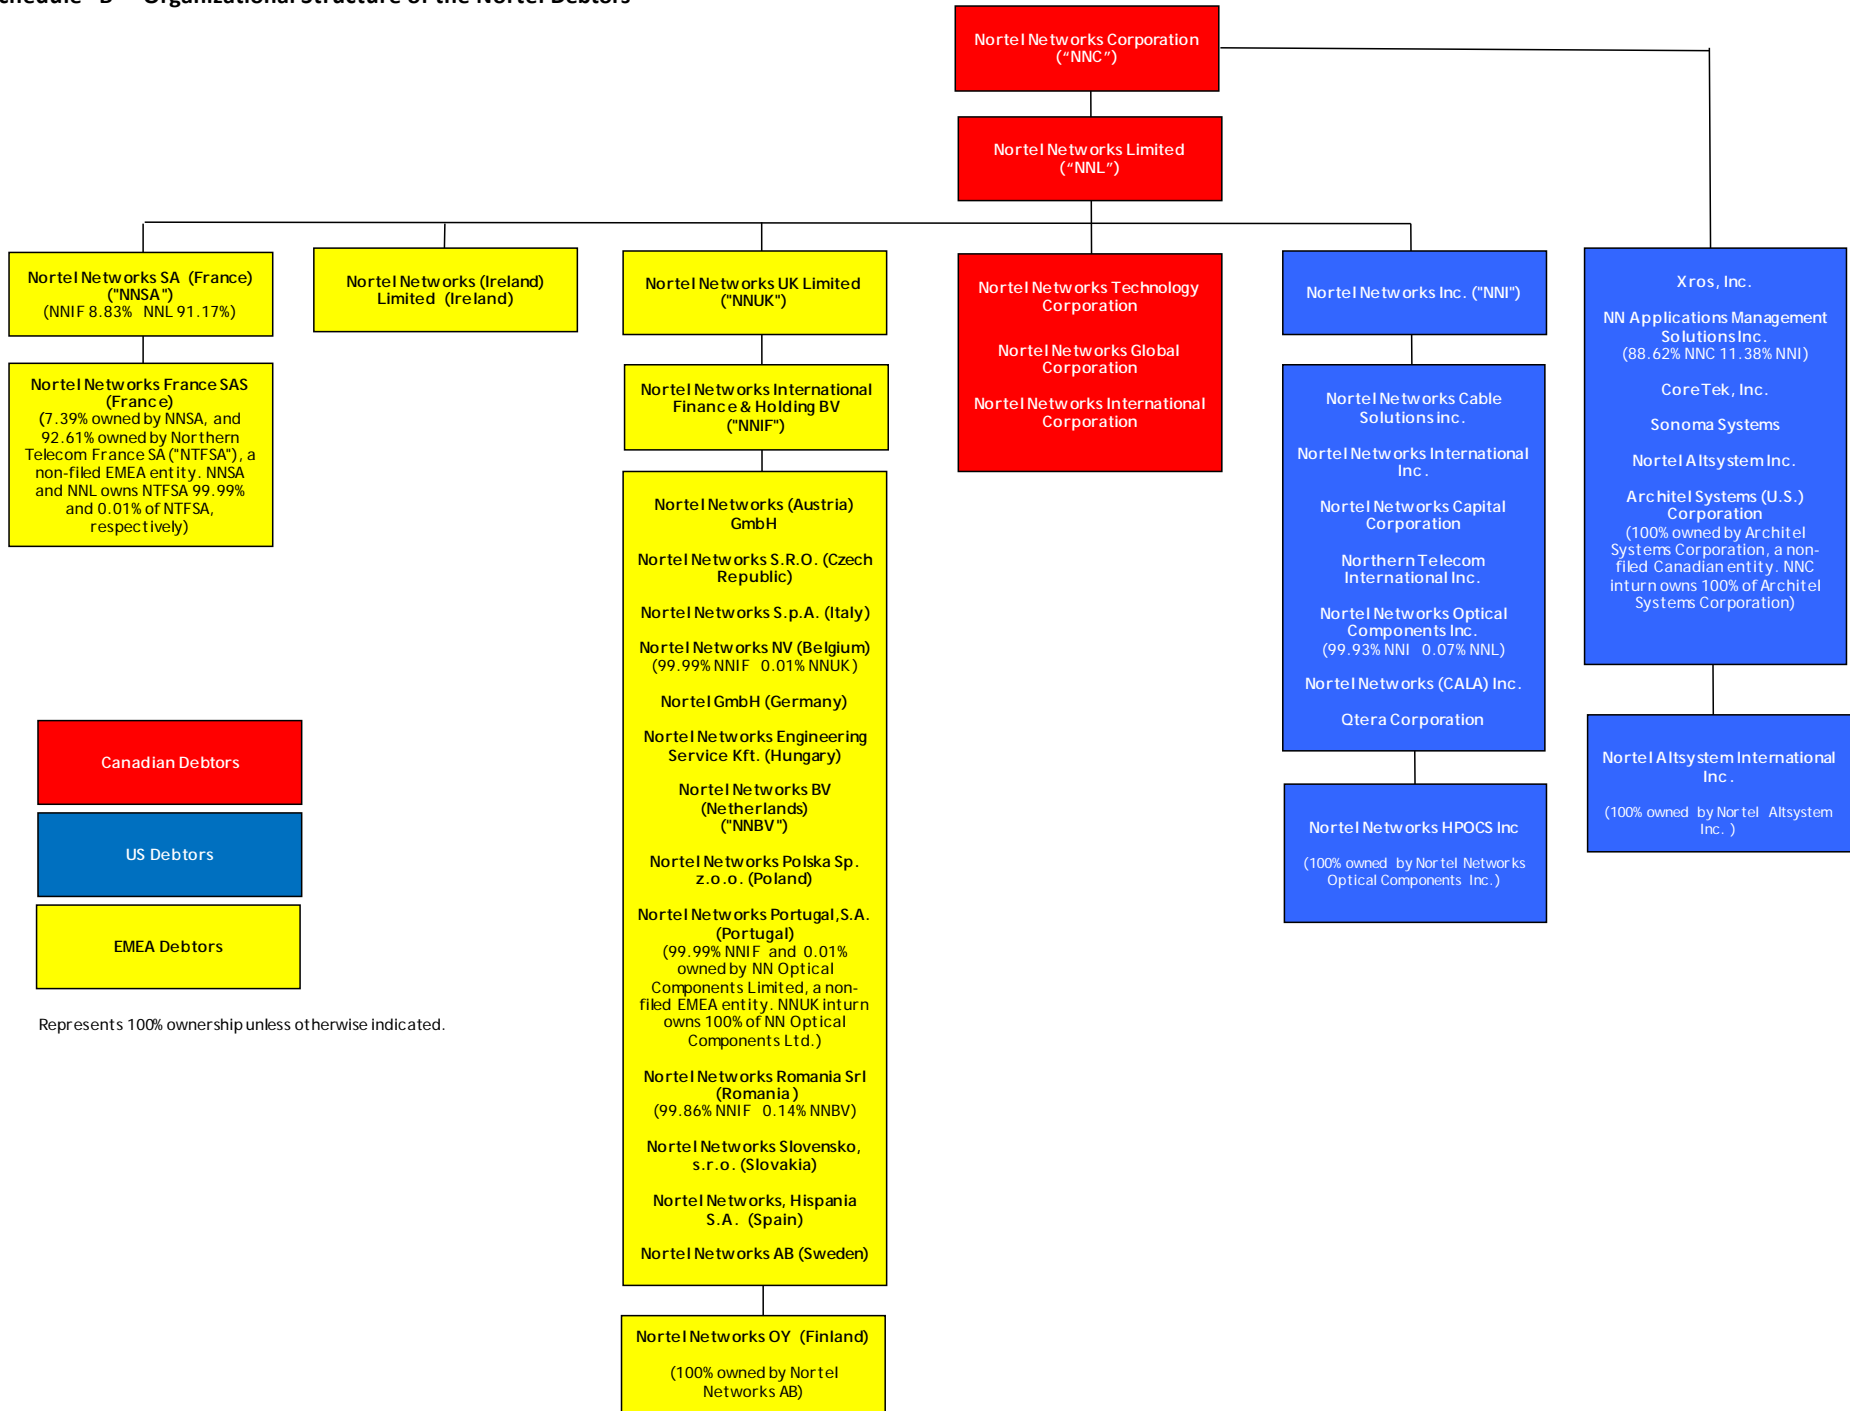 Organizational Structure of the Nortel Debtors
Nortel Networks Corporation
(“NNC”)
Nortel Networks Limited
(“NNL”)
Nortel Networks SA (France)
("NNSA")
(NNIF 8.83% NNL 91.17%)
Nortel Networks (Ireland)
Limited (Ireland)
Nortel Networks UK Limited
("NNUK")
Nortel Networks Technology
Corporation
Nortel Networks Global
Corporation
Nortel Networks International
Corporation
Nortel Networks Inc. ("NNI")
Xros, Inc.
NN Applications Management
Solutions Inc.
(88.62% NNC 11.38% NNI)
CoreTek, Inc.
Sonoma Systems
Nortel Altsystem Inc.
Architel Systems (U.S.)
Corporation
(100% owned by Architel
Systems Corporation, a non-
filed Canadian entity. NNC
inturn owns 100% of Architel
Systems Corporation)
Nortel Networks France SAS
(France)
(7.39% owned by NNSA, and
92.61% owned by Northern
Telecom France SA ("NTFSA"), a
non-filed EMEA entity. NNSA
and NNL owns NTFSA 99.99%
and 0.01% of NTFSA,
respectively)
Nortel Networks International
Finance & Holding BV
("NNIF")
Nortel Networks Cable
Solutions inc.
Nortel Networks International
Inc.
Nortel Networks Capital
Corporation
Northern Telecom
International Inc.
Nortel Networks Optical
Components Inc.
(99.93% NNI 0.07% NNL)
Nortel Networks (CALA) Inc.
Qtera Corporation
Nortel Networks (Austria)
GmbH
Nortel Networks S.R.O. (Czech
Republic)
Nortel Networks S.p.A. (Italy)
Nortel Networks NV (Belgium)
(99.99% NNIF 0.01% NNUK)
Nortel GmbH (Germany)
Nortel Networks Engineering
Service Kft. (Hungary)
Nortel Networks BV
(Netherlands)
("NNBV")
Nortel Networks Polska Sp.
z.o.o. (Poland)
Nortel Networks Portugal,S.A.
(Portugal)
(99.99% NNIF and 0.01%
owned by NN Optical
Components Limited, a non-
filed EMEA entity. NNUK inturn
owns 100% of NN Optical
Components Ltd.)
Nortel Networks Romania Srl
(Romania)
(99.86% NNIF 0.14% NNBV)
Nortel Networks Slovensko,
s.r.o. (Slovakia)
Nortel Networks, Hispania
S.A. (Spain)
Nortel Networks AB (Sweden)
Nortel Networks OY (Finland)
(100% owned by Nortel
Networks AB)
Nortel Networks HPOCS Inc
(100% owned by Nortel Networks
Optical Components Inc.)
Nortel Altsystem International
Inc.
(100% owned by Nortel Altsystem
Inc. )
Canadian Debtors
US Debtors
EMEA Debtors
Represents 100% ownership unless otherwise indicated.